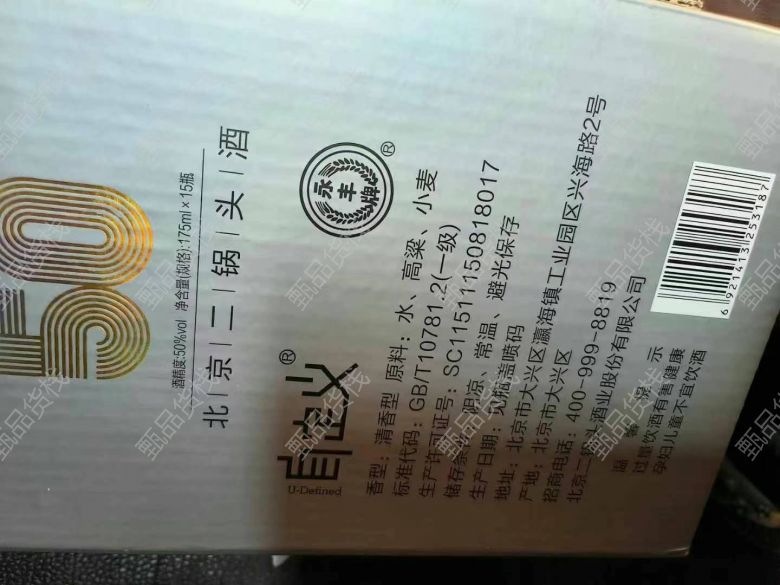 50
酒精度:50%vol 净含量(规格):175ml×15瓶
北|京|二|锅|头|酒
永丰牌®
自定义®
U-Defined
香型：清香型 原料：水、高粱、小麦
标准代码：GB/T10781.2(一级)
生产许可证号：SC11511150818017
储存条件：阴凉、常温、避光保存
生产日期：见瓶盖喷码
地址：北京市大兴区瀛海镇工业园区兴海路2号
产地：北京市大兴区
招商电话：400-999-8819
北京二锅头酒业股份有限公司
温馨提示
过量饮酒有害健康
孕妇儿童不宜饮酒
69214131253187
甄品货栈